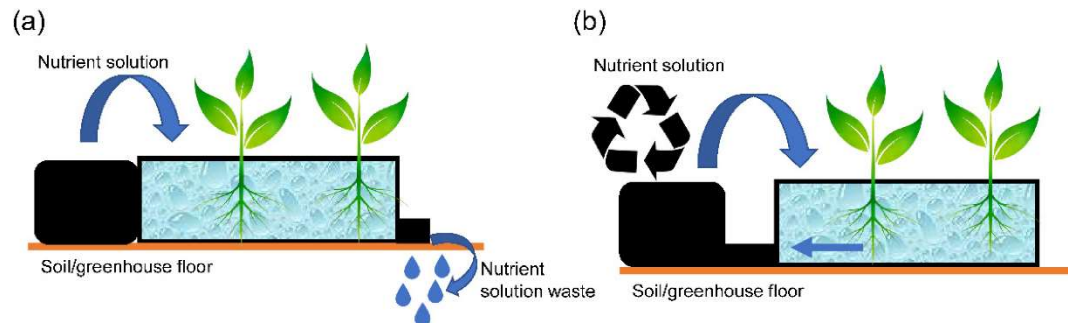 (a)
Nutrient solution
Soil/greenhouse floor
Nutrient
solution waste
(b)
Nutrient solution
Soil/greenhouse floor